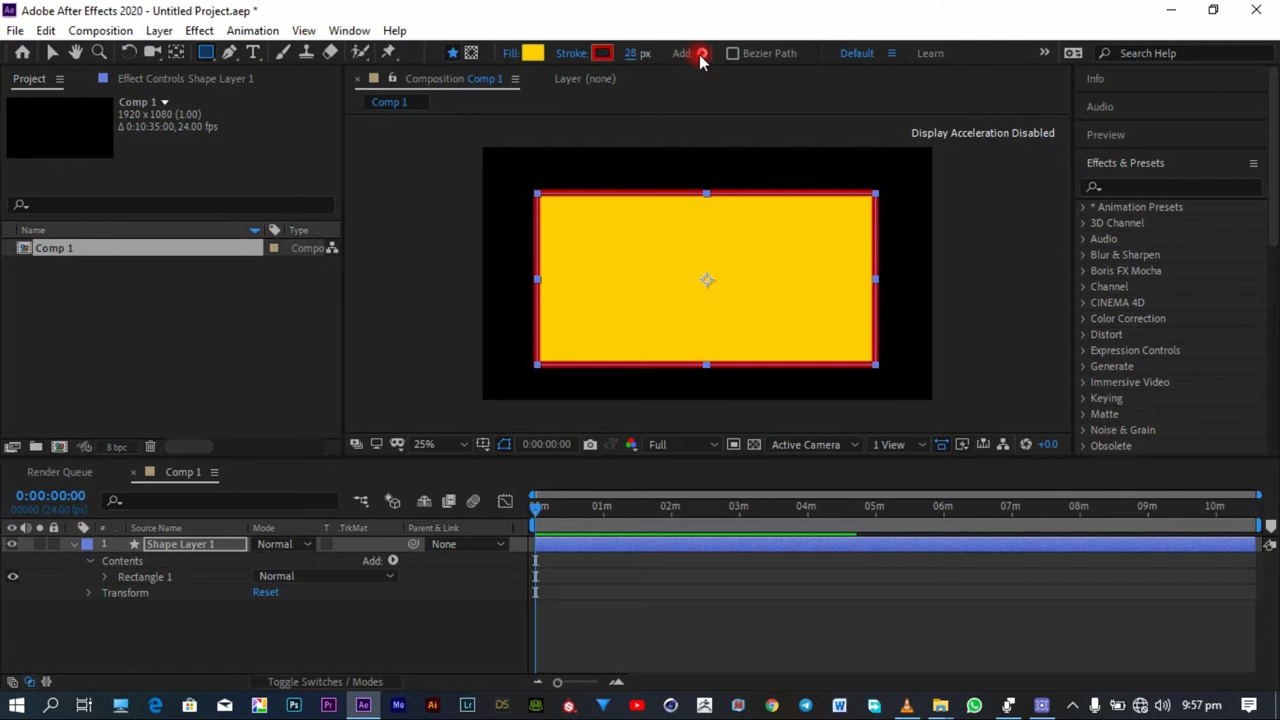 Adobe After Effects 2020 - Untitled Project.aep *
File Edit Composition Layer Effect Animation View Window Help
Fill: Stroke: 28 px Add: Bezier Path Default Learn Search Help
Project Effect Controls Shape Layer 1 Composition Comp 1 Layer (none) Info
Comp 1
1920 x 1080 (1.00)
Δ 0:10:35:00, 24.00 fps
Comp 1
Display Acceleration Disabled
Audio
Preview
Effects & Presets
* Animation Presets
3D Channel
Audio
Blur & Sharpen
Boris FX Mocha
Channel
CINEMA 4D
Color Correction
Distort
Expression Controls
Generate
Immersive Video
Keying
Matte
Noise & Grain
Obsolete
Name Type
Comp 1 Compo
8 bpc
25% 0:00:00:00 Full Active Camera 1 View +0.0
Render Queue Comp 1
0:00:00:00
00000 (24.00 fps)
01m 02m 03m 04m 05m 06m 07m 08m 09m 10m
# Source Name Mode T .TrkMat Parent & Link
1 Shape Layer 1 Normal None
Contents Add:
Rectangle 1 Normal
Transform Reset
Toggle Switches / Modes
Ps Pr Ae Me Ai Lr DS W 9:57 pm